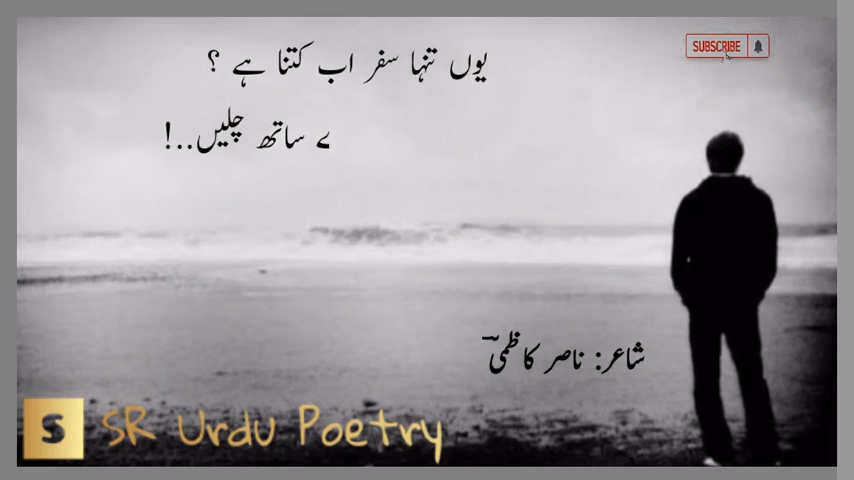 یوں تنہا سفر اب کتنا ہے ؟
SUBSCRIBE
ے ساتھ چلیں..!
شاعر: ناصر کاظمی
S SR Urdu Poetry